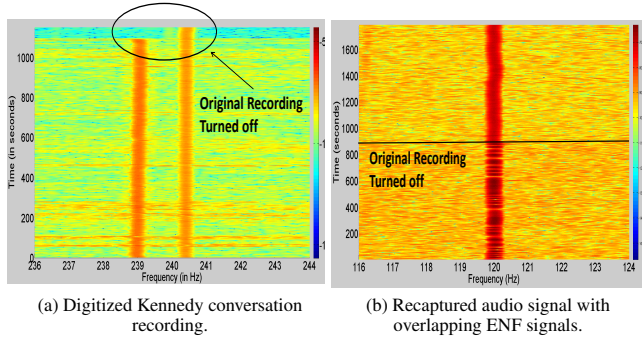 1000
800
600
400
200
0
Time (in seconds)
Original Recording
Turned off
236 237 238 239 240 241 242 243 244
Frequency (in Hz)
-5
-1
-1
(a) Digitized Kennedy conversation
recording.
1600
1400
1200
1000
800
600
400
200
Time (seconds)
Original Recording
Turned off
116 117 118 119 120 121 122 123 124
Frequency (Hz)
(b) Recaptured audio signal with
overlapping ENF signals.